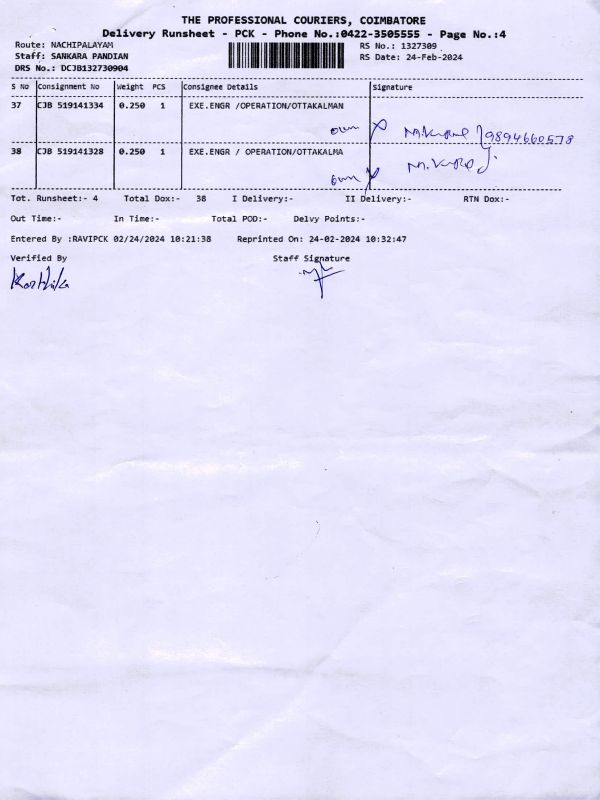 THE PROFESSIONAL COURIERS, COIMBATORE
Delivery Runsheet - PCK - Phone No.:0422-3505555 - Page No.:4
Route: NACHIPALAYAM RS No.: 1327309
Staff: SANKARA PANDIAN RS Date: 24-Feb-2024
DRS No.: DCJB132730904
S No Consignment No Weight PCS Consignee Details Signature
37 CJB 519141334 0.250 1 EXE.ENGR /OPERATION/OTTAKALMAN
own 9894660578
38 CJB 519141328 0.250 1 EXE.ENGR / OPERATION/OTTAKALMA
own
Tot. Runsheet:- 4 Total Dox:- 38 I Delivery:- II Delivery:- RTN Dox:-
Out Time:- In Time:- Total POD:- Delvy Points:-
Entered By :RAVIPCK 02/24/2024 10:21:38 Reprinted On: 24-02-2024 10:32:47
Verified By Staff Signature
Karthika